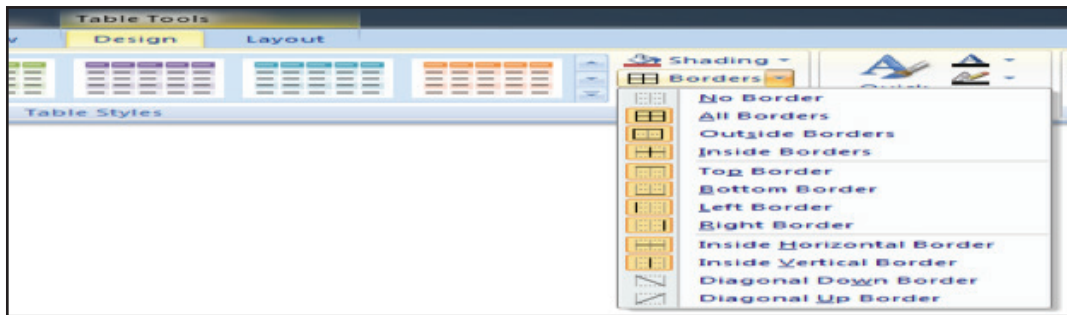 Table Tools
Design Layout
Shading
Borders
Table Styles
No Border
All Borders
Outside Borders
Inside Borders
Top Border
Bottom Border
Left Border
Right Border
Inside Horizontal Border
Inside Vertical Border
Diagonal Down Border
Diagonal Up Border